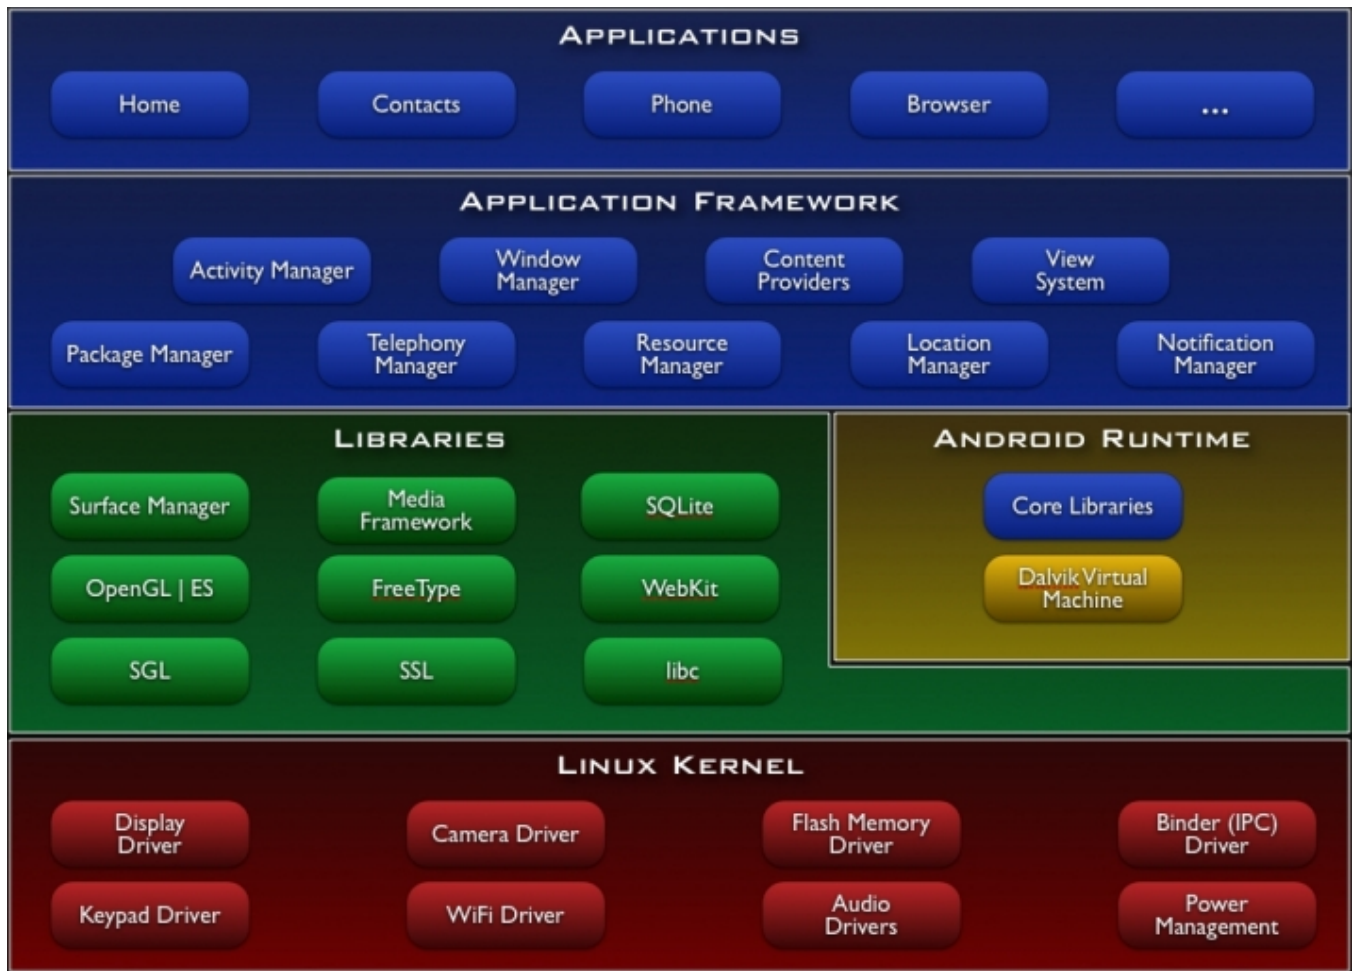 APPLICATIONS
Home
Contacts
Phone
Browser
...
APPLICATION FRAMEWORK
Activity Manager
Window
Manager
Content
Providers
View
System
Package Manager
Telephony
Manager
Resource
Manager
Location
Manager
Notification
Manager
LIBRARIES
Surface Manager
Media
Framework
SQLite
OpenGL | ES
FreeType
WebKit
SGL
SSL
libc
ANDROID RUNTIME
Core Libraries
Dalvik Virtual
Machine
LINUX KERNEL
Display
Driver
Camera Driver
Flash Memory
Driver
Binder (IPC)
Driver
Keypad Driver
WiFi Driver
Audio
Drivers
Power
Management